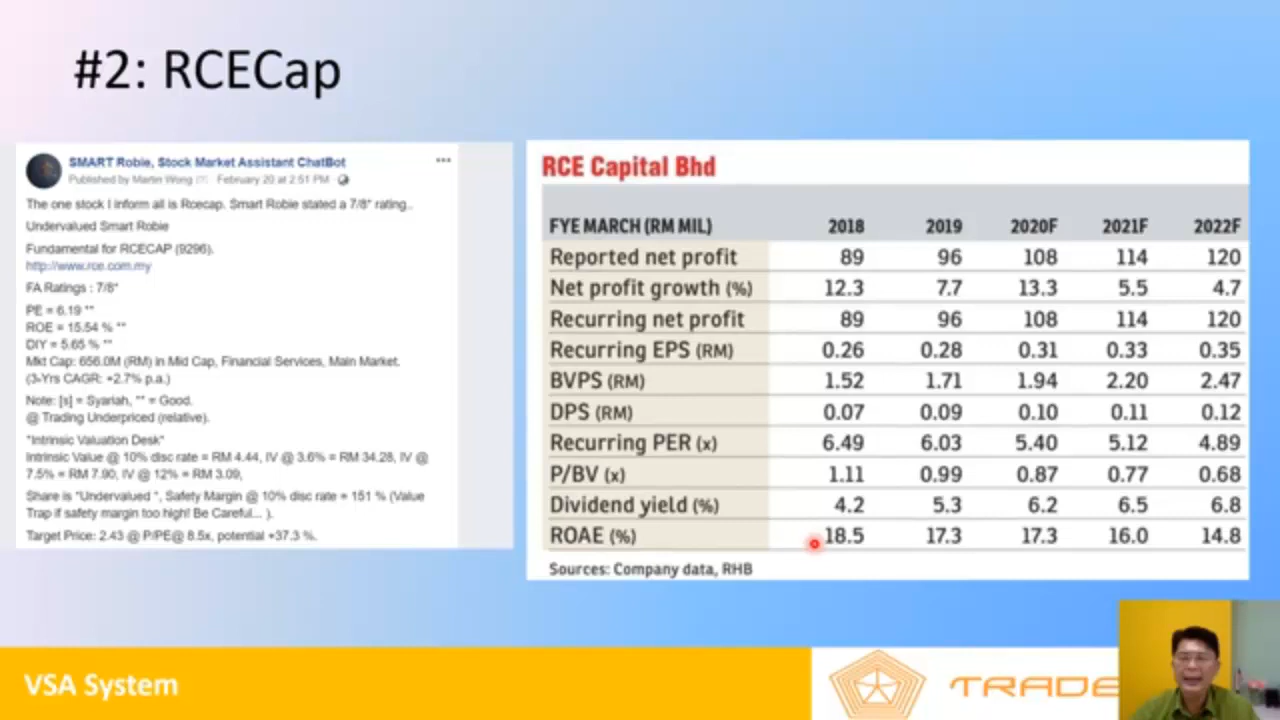 #2: RCECap
SMART Robie, Stock Market Assistant ChatBot
Published by Martin Wong · February 20 at 2:51 PM ·
The one stock I inform all is Rcecap. Smart Robie stated a 7/8* rating..
Undervalued Smart Robie
Fundamental for RCECAP (9296).
http://www.rce.com.my
FA Ratings : 7/8*
PE = 6.19 **
ROE = 15.54 % **
DIY = 5.65 % **
Mkt Cap: 656.0M (RM) in Mid Cap, Financial Services, Main Market.
(3-Yrs CAGR: +2.7% p.a.)
Note: [s] = Syariah, ** = Good.
@ Trading Underpriced (relative).
"Intrinsic Valuation Desk"
Intrinsic Value @ 10% disc rate = RM 4.44, IV @ 3.6% = RM 34.28, IV @
7.5% = RM 7.90, IV @ 12% = RM 3.09,
Share is "Undervalued ", Safety Margin @ 10% disc rate = 151 % (Value
Trap if safety margin too high! Be Careful... ).
Target Price: 2.43 @ P/PE@ 8.5x, potential +37.3 %.
RCE Capital Bhd
FYE MARCH (RM MIL) 2018 2019 2020F 2021F 2022F
Reported net profit 89 96 108 114 120
Net profit growth (%) 12.3 7.7 13.3 5.5 4.7
Recurring net profit 89 96 108 114 120
Recurring EPS (RM) 0.26 0.28 0.31 0.33 0.35
BVPS (RM) 1.52 1.71 1.94 2.20 2.47
DPS (RM) 0.07 0.09 0.10 0.11 0.12
Recurring PER (x) 6.49 6.03 5.40 5.12 4.89
P/BV (x) 1.11 0.99 0.87 0.77 0.68
Dividend yield (%) 4.2 5.3 6.2 6.5 6.8
ROAE (%) 18.5 17.3 17.3 16.0 14.8
Sources: Company data, RHB
VSA System
TRADE